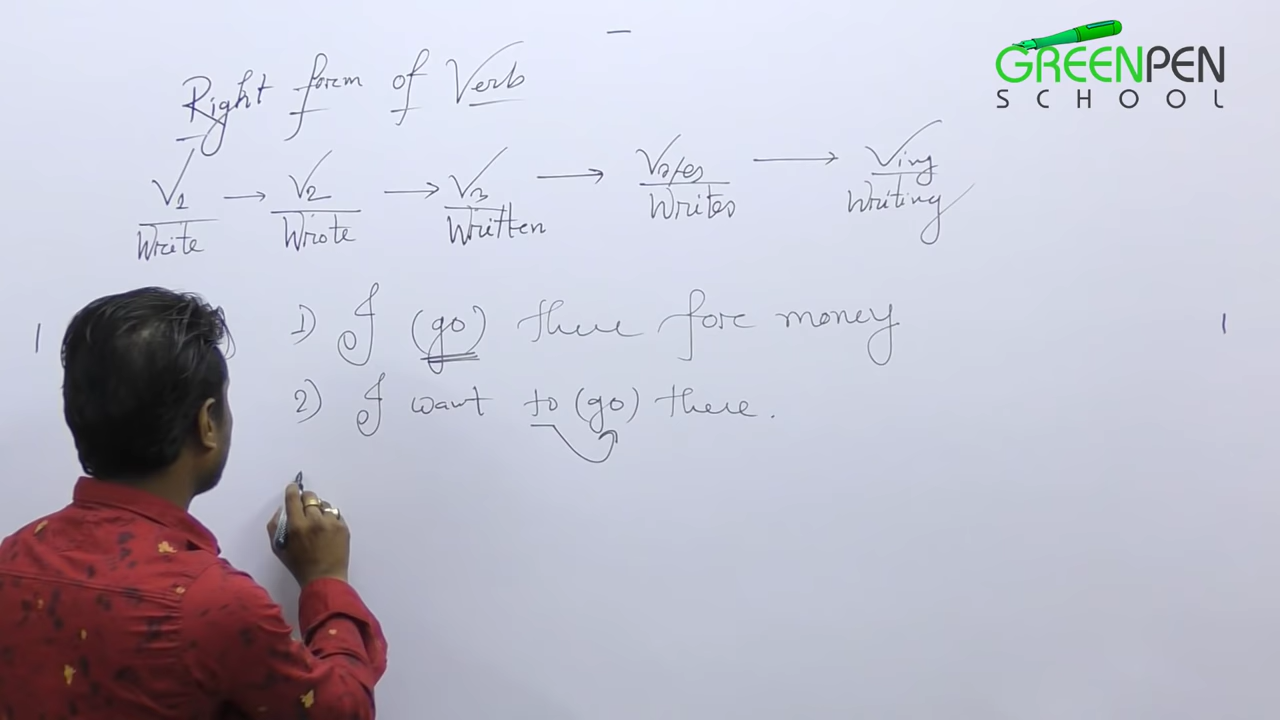 GREENPEN
SCHOOL
Right form of Verb
V1 → V2 → V3 → Vs/es → Ving
Write Wrote Written Writes Writing
1) I (go) there for money
2) I want to (go) there.